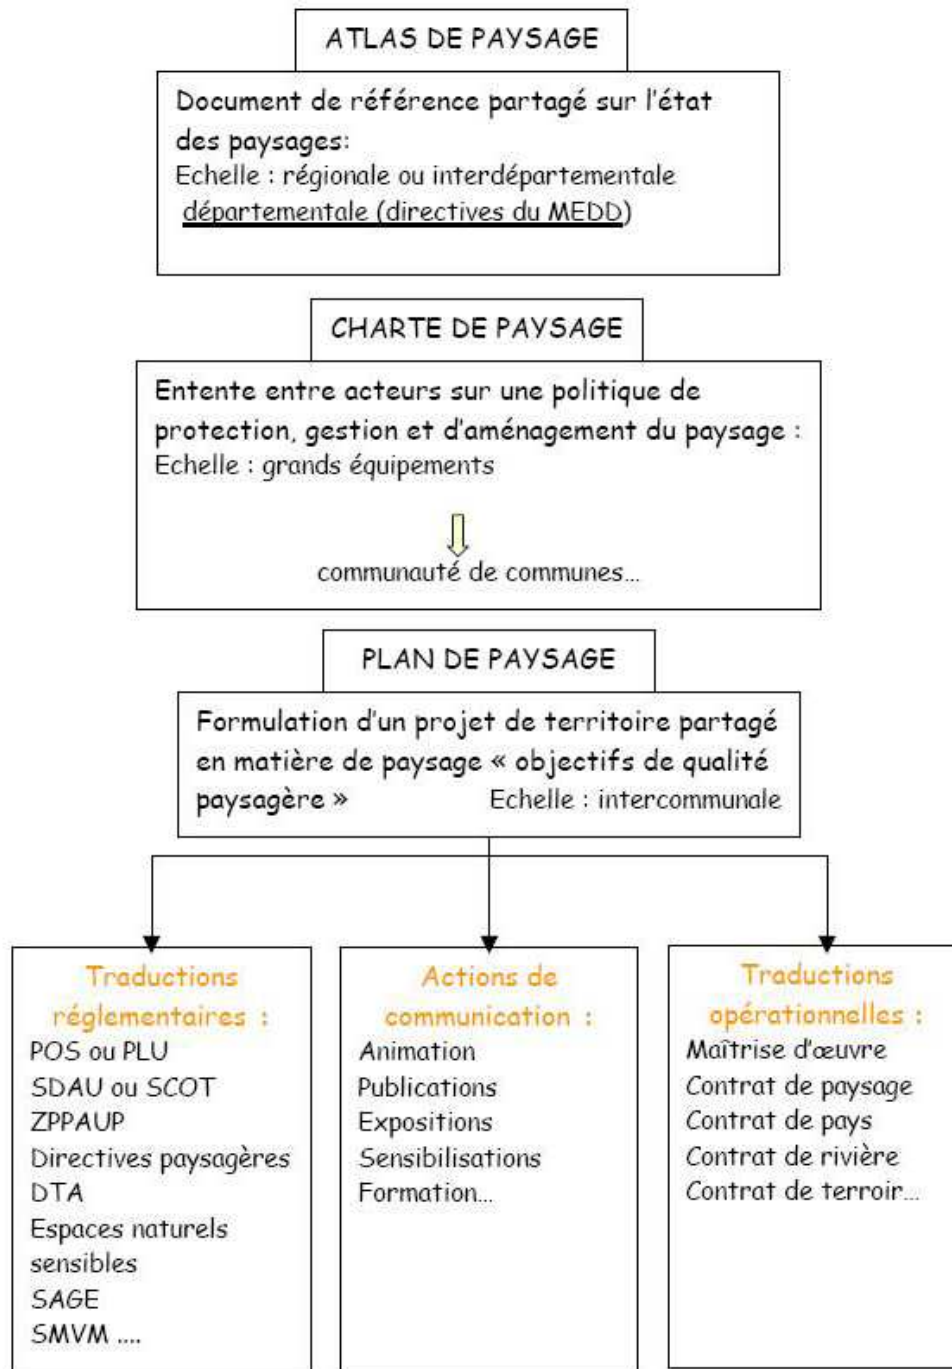 ATLAS DE PAYSAGE
Document de référence partagé sur l'état
des paysages:
Echelle : régionale ou interdépartementale
départementale (directives du MEDD)
CHARTE DE PAYSAGE
Entente entre acteurs sur une politique de
protection, gestion et d'aménagement du paysage :
Echelle : grands équipements
communauté de communes...
PLAN DE PAYSAGE
Formulation d'un projet de territoire partagé
en matière de paysage « objectifs de qualité
paysagère » Echelle : intercommunale
Traductions
réglementaires :
POS ou PLU
SDAU ou SCOT
ZPPAUP
Directives paysagères
DTA
Espaces naturels
sensibles
SAGE
SMVM ....
Actions de
communication :
Animation
Publications
Expositions
Sensibilisations
Formation...
Traductions
opérationnelles :
Maîtrise d'œuvre
Contrat de paysage
Contrat de pays
Contrat de rivière
Contrat de terroir...